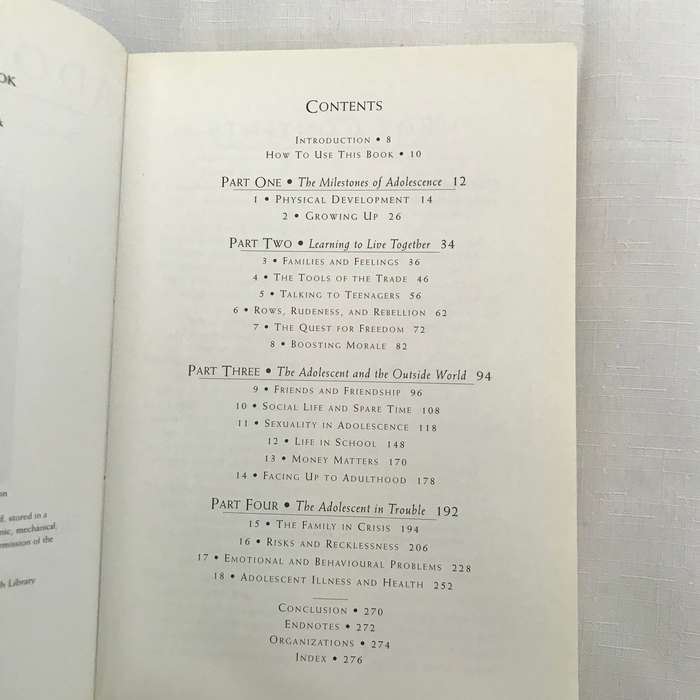 OK
CONTENTS
INTRODUCTION • 8
HOW TO USE THIS BOOK • 10
PART ONE • The Milestones of Adolescence 12
1 • PHYSICAL DEVELOPMENT 14
2 • GROWING UP 26
PART TWO • Learning to Live Together 34
3 • FAMILIES AND FEELINGS 36
4 • THE TOOLS OF THE TRADE 46
5 • TALKING TO TEENAGERS 56
6 • ROWS, RUDENESS, AND REBELLION 62
7 • THE QUEST FOR FREEDOM 72
8 • BOOSTING MORALE 82
PART THREE • The Adolescent and the Outside World 94
9 • FRIENDS AND FRIENDSHIP 96
10 • SOCIAL LIFE AND SPARE TIME 108
11 • SEXUALITY IN ADOLESCENCE 118
12 • LIFE IN SCHOOL 148
13 • MONEY MATTERS 170
14 • FACING UP TO ADULTHOOD 178
PART FOUR • The Adolescent in Trouble 192
15 • THE FAMILY IN CRISIS 194
16 • RISKS AND RECKLESSNESS 206
17 • EMOTIONAL AND BEHAVIOURAL PROBLEMS 228
18 • ADOLESCENT ILLNESS AND HEALTH 252
CONCLUSION • 270
ENDNOTES • 272
ORGANIZATIONS • 274
INDEX • 276
stored in a
mechanical,
of the
Library